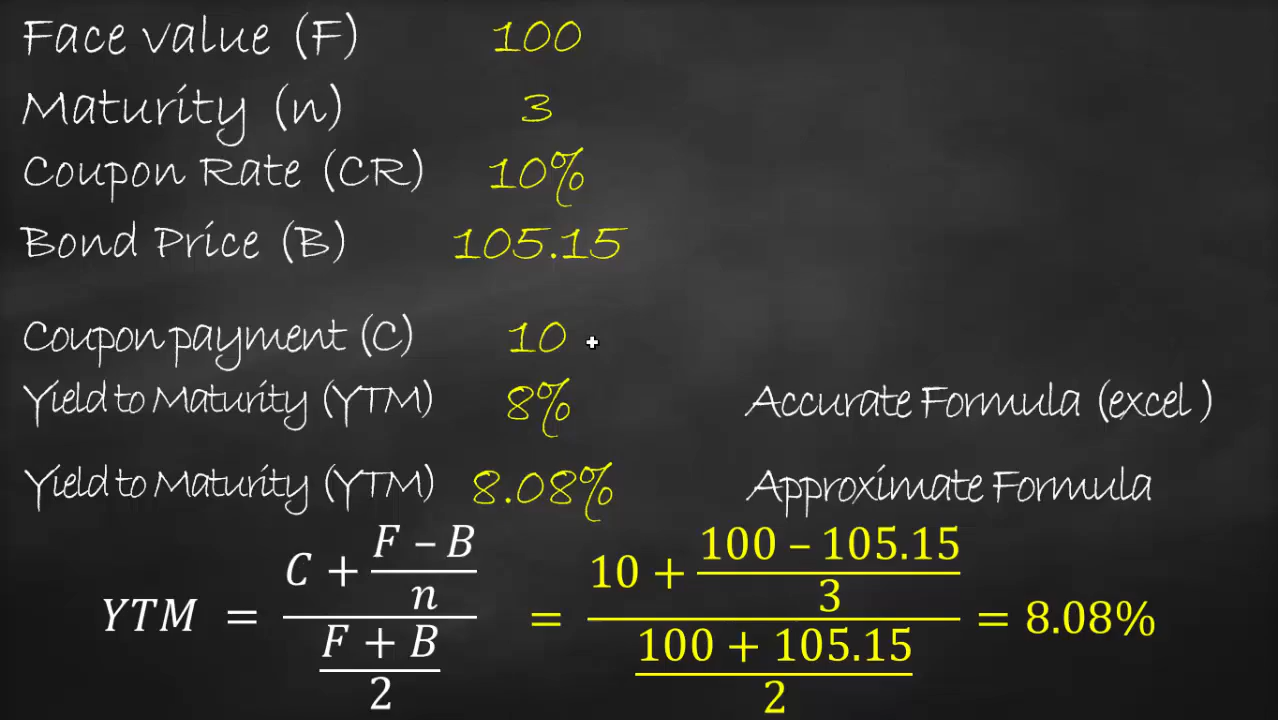 Face value (F) 100
Maturity (n) 3
Coupon Rate (CR) 10%
Bond Price (B) 105.15
Coupon payment (C) 10
Yield to Maturity (YTM) 8% Accurate Formula (excel )
Yield to Maturity (YTM) 8.08% Approximate Formula
YTM = (C + (F – B)/n) / ((F + B)/2) = (10 + (100 – 105.15)/3) / ((100 + 105.15)/2) = 8.08%